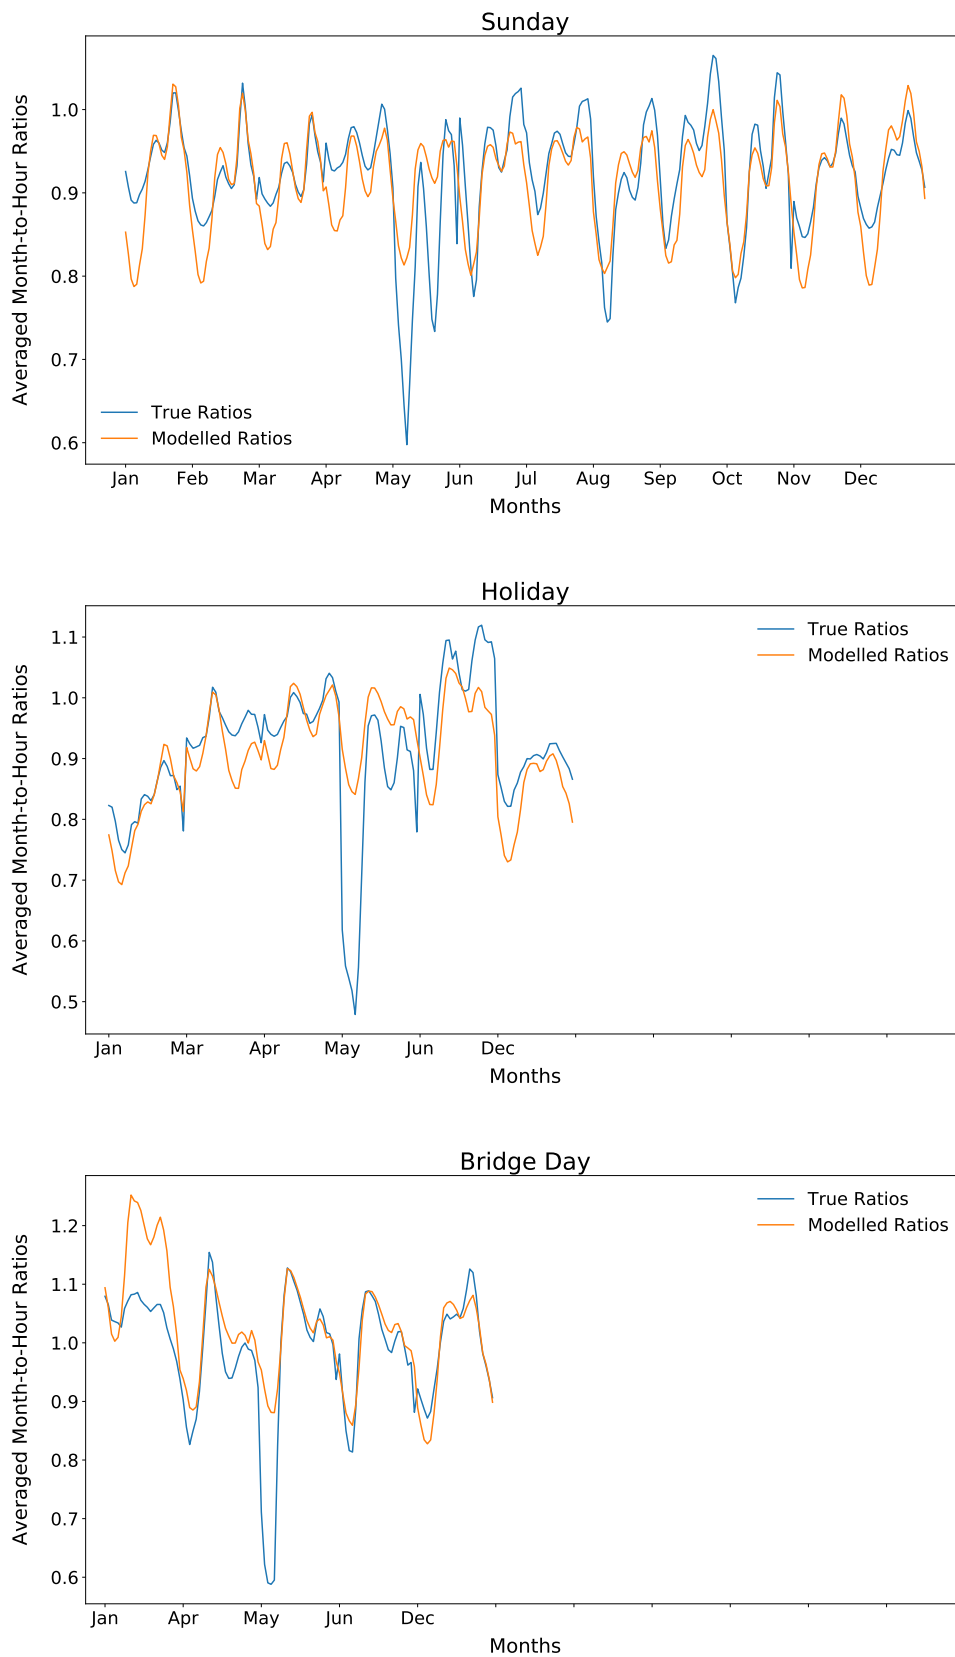 Sunday
Averaged Month-to-Hour Ratios
1.0
0.9
0.8
0.7
0.6
True Ratios
Modelled Ratios
Jan Feb Mar Apr May Jun Jul Aug Sep Oct Nov Dec
Months
Holiday
Averaged Month-to-Hour Ratios
1.1
1.0
0.9
0.8
0.7
0.6
0.5
True Ratios
Modelled Ratios
Jan Mar Apr May Jun Dec
Months
Bridge Day
Averaged Month-to-Hour Ratios
1.2
1.1
1.0
0.9
0.8
0.7
0.6
True Ratios
Modelled Ratios
Jan Apr May Jun Dec
Months